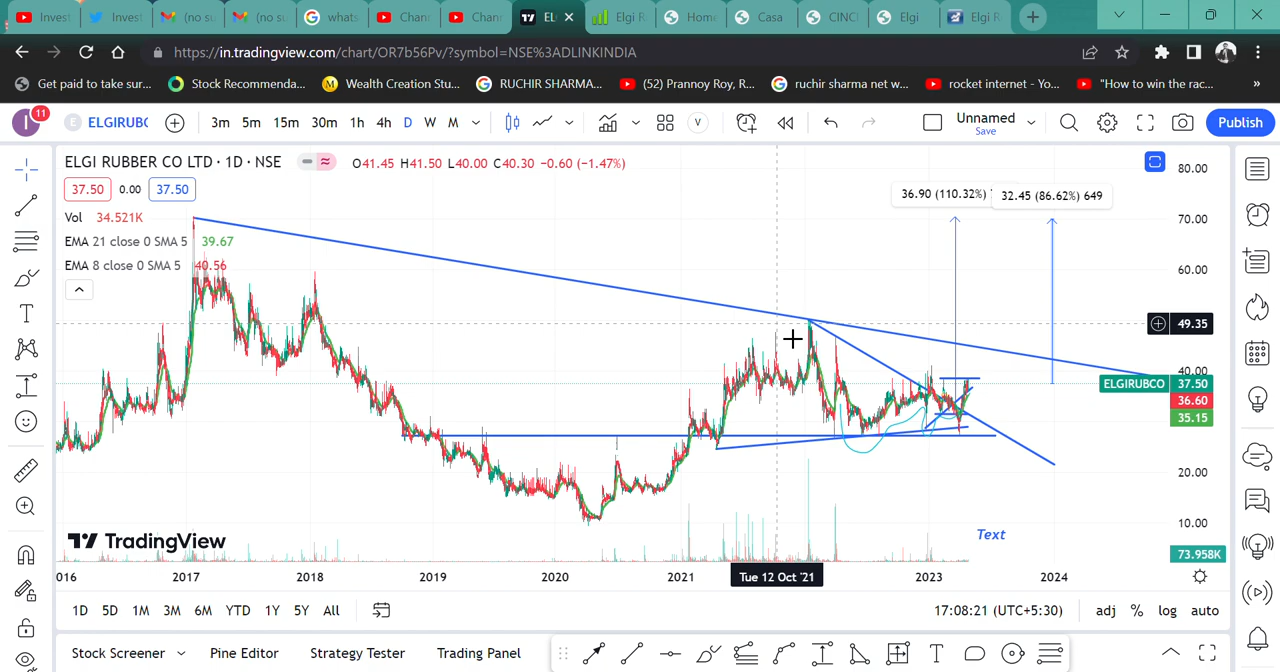 Invest
Invest
(no su
(no su
whats
Chann
Chann
EL
Elgi R
Home
Casa
CINC
Elgi
Elgi R
https://in.tradingview.com/chart/OR7b56Pv/?symbol=NSE%3ADLINKINDIA
Get paid to take sur...
Stock Recommenda...
Wealth Creation Stu...
RUCHIR SHARMA...
(52) Prannoy Roy, R...
ruchir sharma net w...
rocket internet - Yo...
"How to win the rac...
»
I 11 E ELGIRUBC 3m 5m 15m 30m 1h 4h D W M V Unnamed Save Publish
ELGI RUBBER CO LTD · 1D · NSE O41.45 H41.50 L40.00 C40.30 −0.60 (−1.47%)
37.50 0.00 37.50
Vol 34.521K
EMA 21 close 0 SMA 5 39.67
EMA 8 close 0 SMA 5 40.56
36.90 (110.32%)
32.45 (86.62%) 649
80.00
70.00
60.00
49.35
40.00
ELGIRUBCO 37.50
36.60
35.15
20.00
10.00
73.958K
Text
TradingView
2016 2017 2018 2019 2020 2021 Tue 12 Oct '21 2023 2024
1D 5D 1M 3M 6M YTD 1Y 5Y All 17:08:21 (UTC+5:30) adj % log auto
Stock Screener Pine Editor Strategy Tester Trading Panel